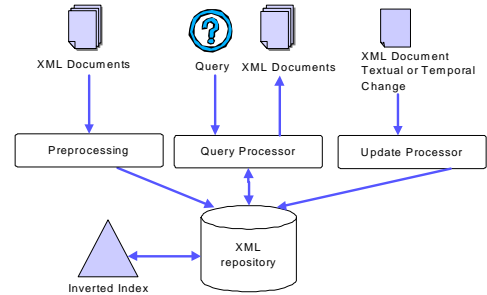 XML Documents
Query
XML Documents
XML Document
Textual or Temporal
Change
Preprocessing
Query Processor
Update Processor
XML
repository
Inverted Index